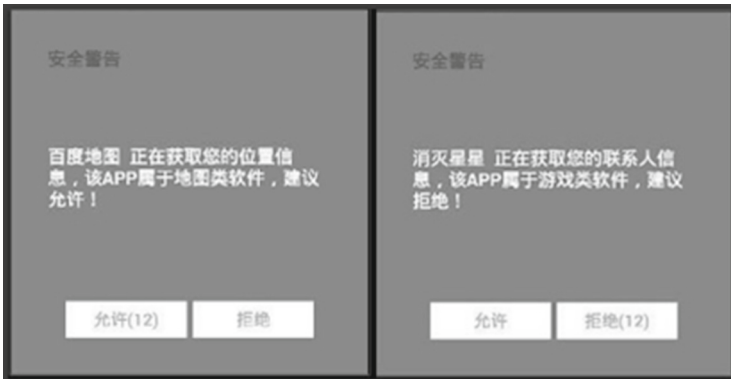 安全警告
百度地图 正在获取您的位置信
息，该APP属于地图类软件，建议
允许！
允许(12)
拒绝
安全警告
消灭星星 正在获取您的联系人信
息，该APP属于游戏类软件，建议
拒绝！
允许
拒绝(12)